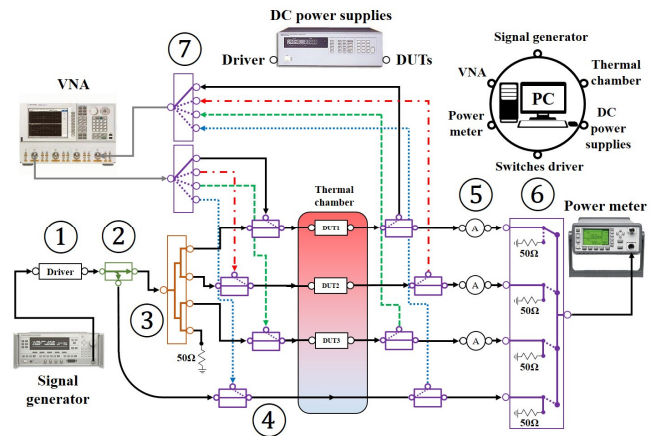 DC power supplies
Driver
DUTs
7
VNA
Signal generator
VNA
Thermal chamber
PC
Power meter
DC power supplies
Switches driver
Thermal chamber
1
Driver
2
3
50Ω
Signal generator
DUT1
DUT2
DUT3
4
5
A
A
A
6
50Ω
50Ω
50Ω
50Ω
Power meter